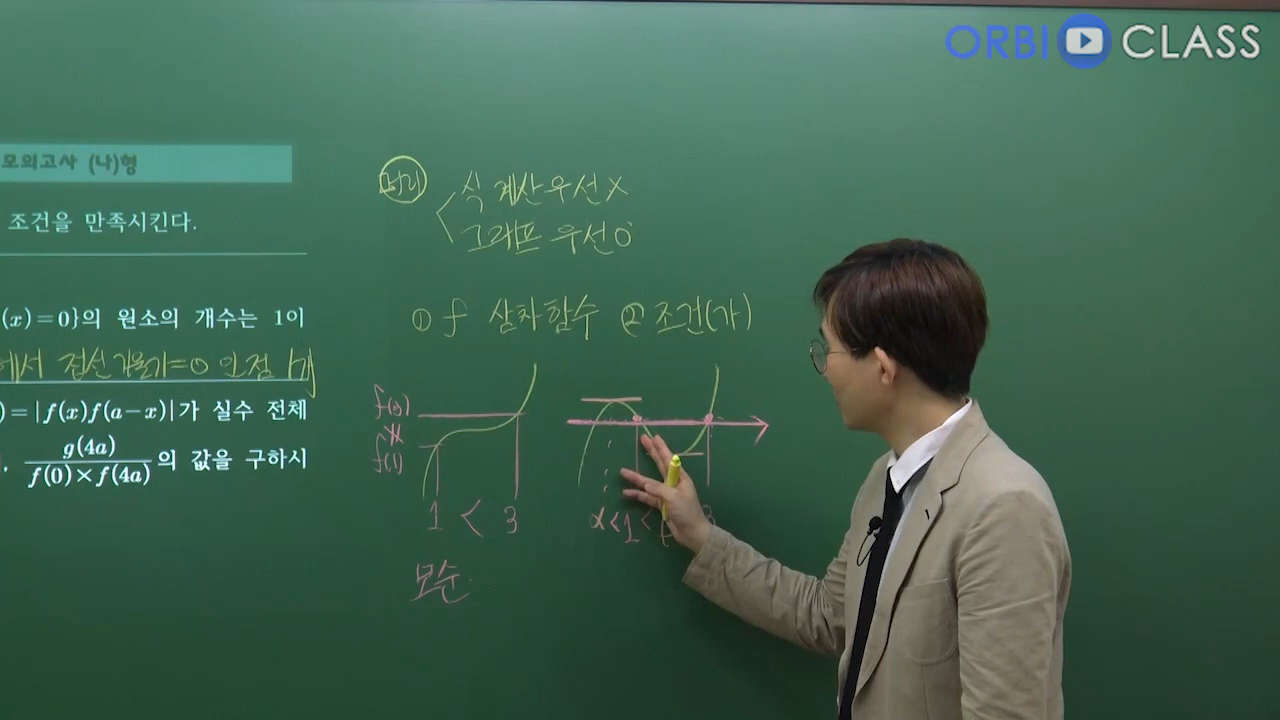 ORBI CLASS
모의고사 (나)형
조건을 만족시킨다.
(x)=0}의 원소의 개수는 1이
에서 접선기울기=0 인점 1개
)=|f(x)f(a−x)|가 실수 전체
g(4a)
f(0)×f(4a) 의 값을 구하시
식 계산 우선 X
그래프 우선 O
① f 삼차함수 ② 조건(가)
f(3)
f(1)
1 < 3
α < 1 <
모순